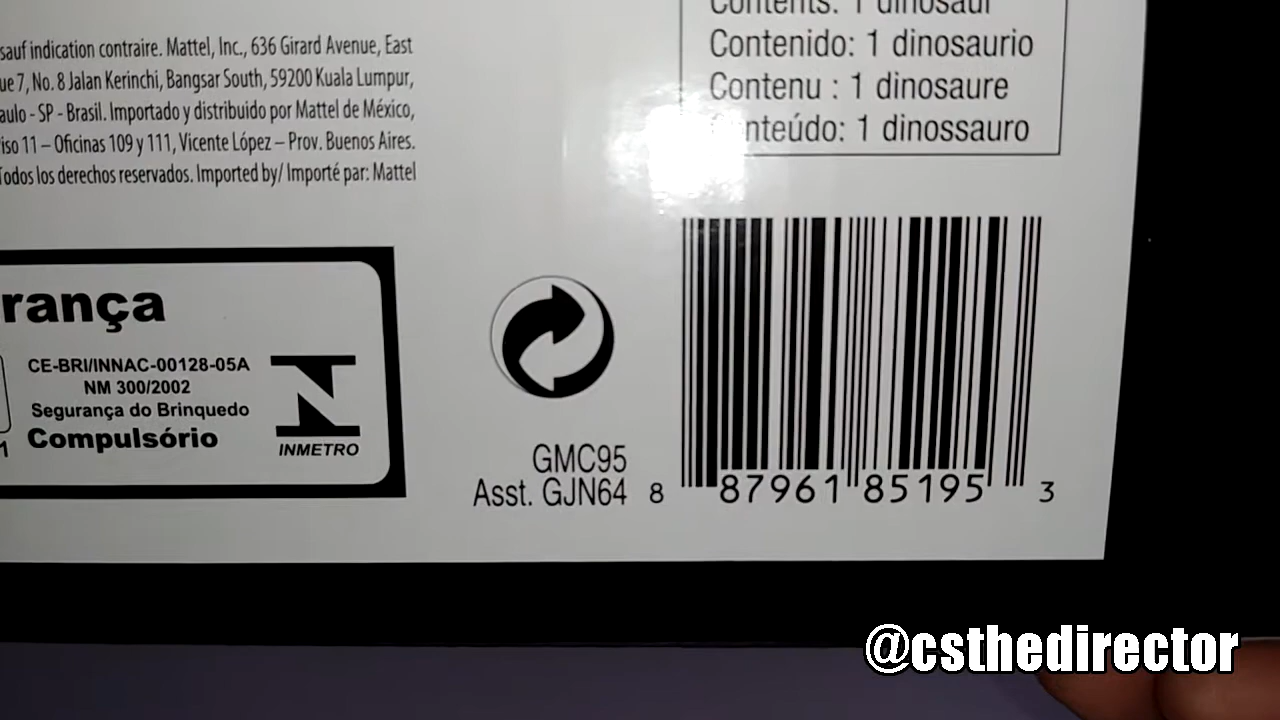 sauf indication contraire. Mattel, Inc., 636 Girard Avenue, East
ue 7, No. 8 Jalan Kerinchi, Bangsar South, 59200 Kuala Lumpur,
aulo - SP - Brasil. Importado y distribuido por Mattel de México,
iso 11 – Oficinas 109 y 111, Vicente López – Prov. Buenos Aires.
Todos los derechos reservados. Imported by/ Importé par: Mattel
Contents: 1 dinosaur
Contenido: 1 dinosaurio
Contenu : 1 dinosaure
Conteúdo: 1 dinossauro
rança
CE-BRI/INNAC-00128-05A
NM 300/2002
Segurança do Brinquedo
Compulsório
INMETRO
GMC95
Asst. GJN64
8 87961 85195 3
@csthedirector